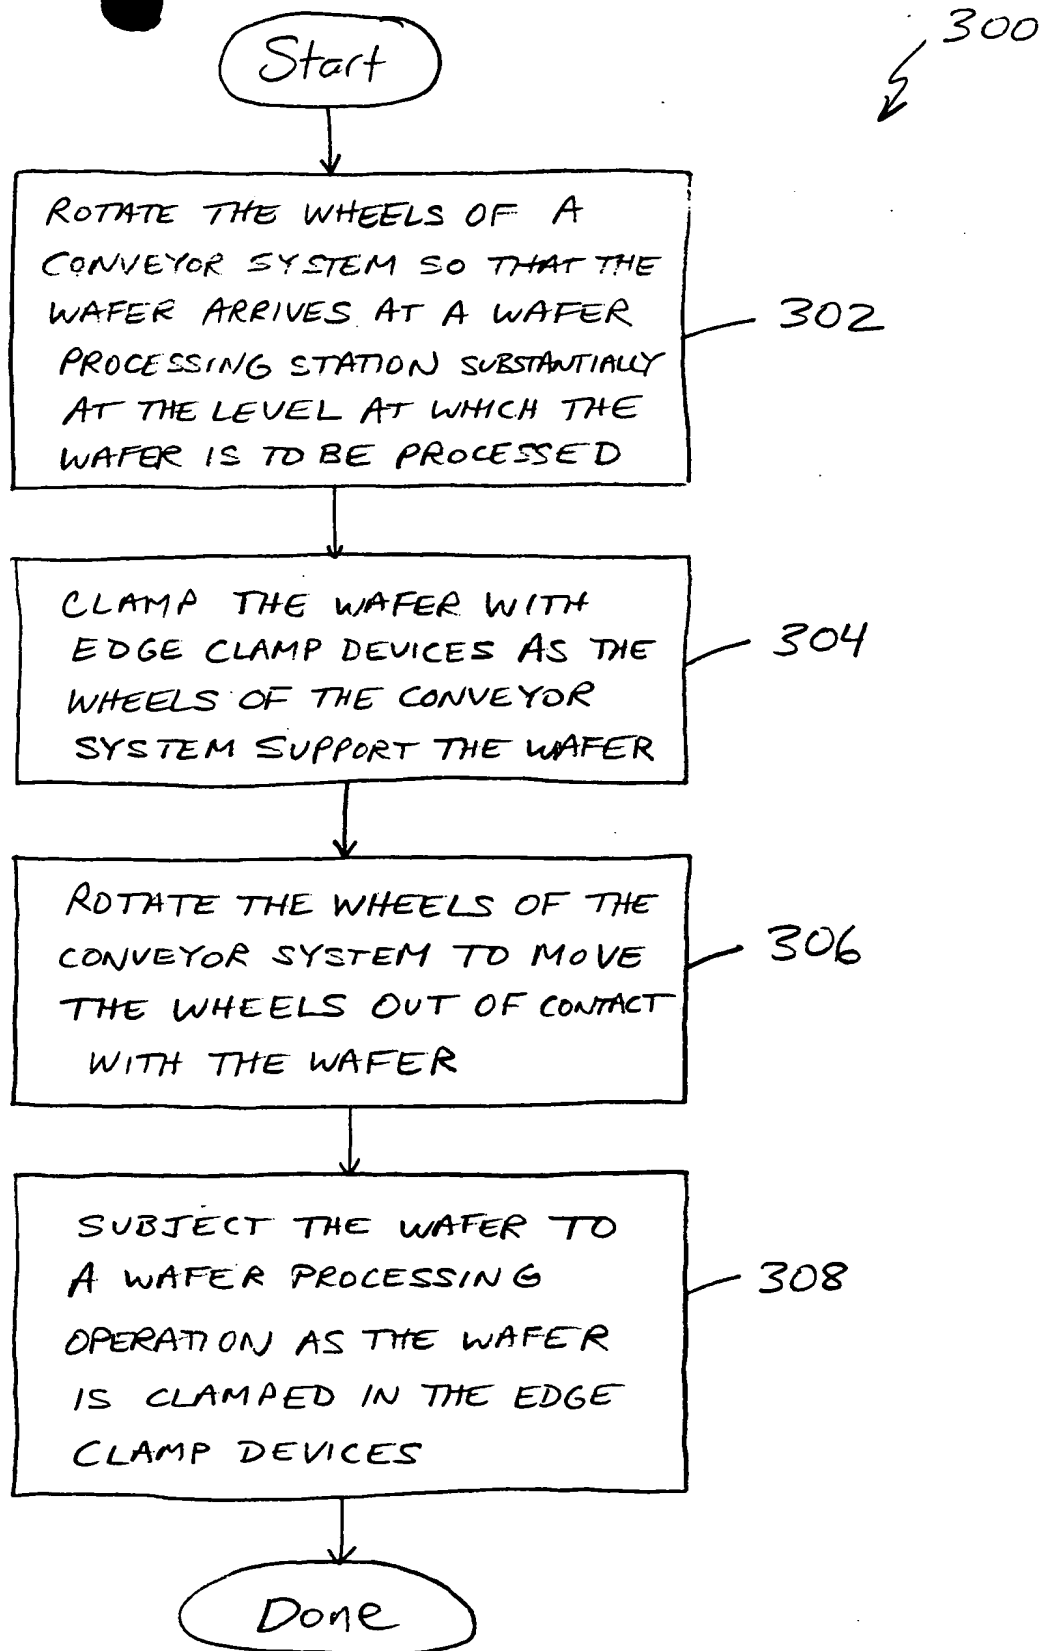 300
Start
ROTATE THE WHEELS OF A
CONVEYOR SYSTEM SO THAT THE
WAFER ARRIVES AT A WAFER
PROCESSING STATION SUBSTANTIALLY
AT THE LEVEL AT WHICH THE
WAFER IS TO BE PROCESSED
302
CLAMP THE WAFER WITH
EDGE CLAMP DEVICES AS THE
WHEELS OF THE CONVEYOR
SYSTEM SUPPORT THE WAFER
304
ROTATE THE WHEELS OF THE
CONVEYOR SYSTEM TO MOVE
THE WHEELS OUT OF CONTACT
WITH THE WAFER
306
SUBJECT THE WAFER TO
A WAFER PROCESSING
OPERATION AS THE WAFER
IS CLAMPED IN THE EDGE
CLAMP DEVICES
308
Done